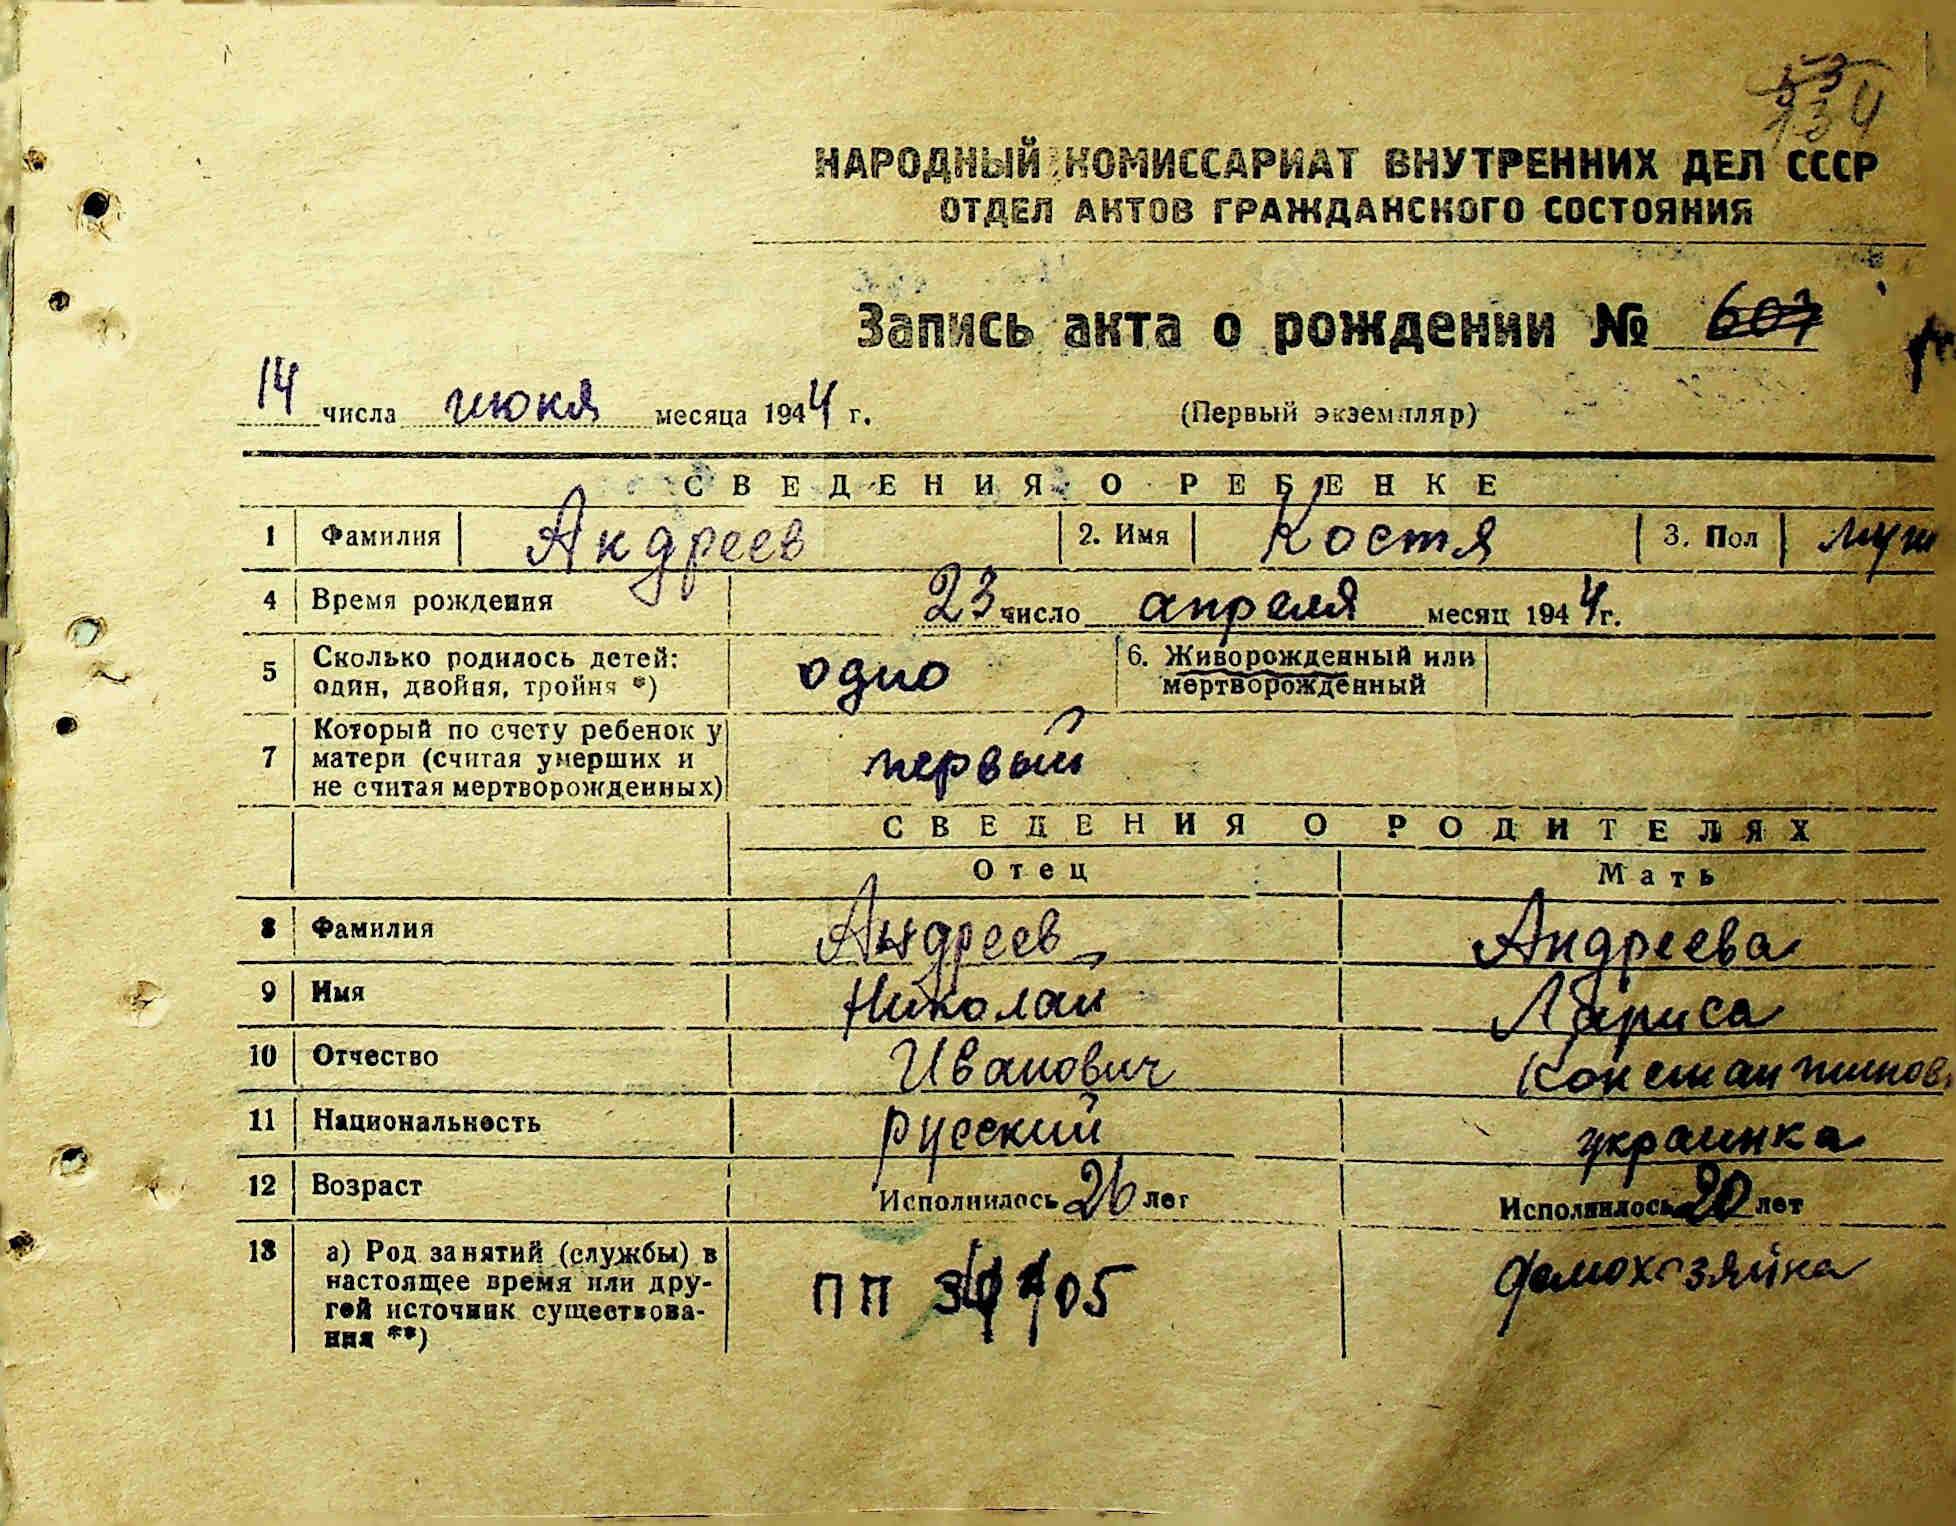 134
НАРОДНЫЙ КОМИССАРИАТ ВНУТРЕННИХ ДЕЛ СССР
ОТДЕЛ АКТОВ ГРАЖДАНСКОГО СОСТОЯНИЯ
Запись акта о рождении № 607
14 числа июня месяца 1944 г. (Первый экземпляр)
СВЕДЕНИЯ О РЕБЕНКЕ
1 Фамилия Андреев 2. Имя Костя 3. Пол муж
4 Время рождения 23 число апреля месяц 1944 г.
5 Сколько родилось детей: один, двойня, тройня *) одно 6. Живорожденный или мертворожденный
7 Который по счету ребенок у матери (считая умерших и не считая мертворожденных) первый
СВЕДЕНИЯ О РОДИТЕЛЯХ
Отец Мать
8 Фамилия Андреев Андреева
9 Имя Николай Лариса
10 Отчество Иванович Константинов
11 Национальность русский украинка
12 Возраст Исполнилось 26 лет Исполнилось 20 лет
13 а) Род занятий (службы) в настоящее время или другой источник существования **) ПП домохозяйка